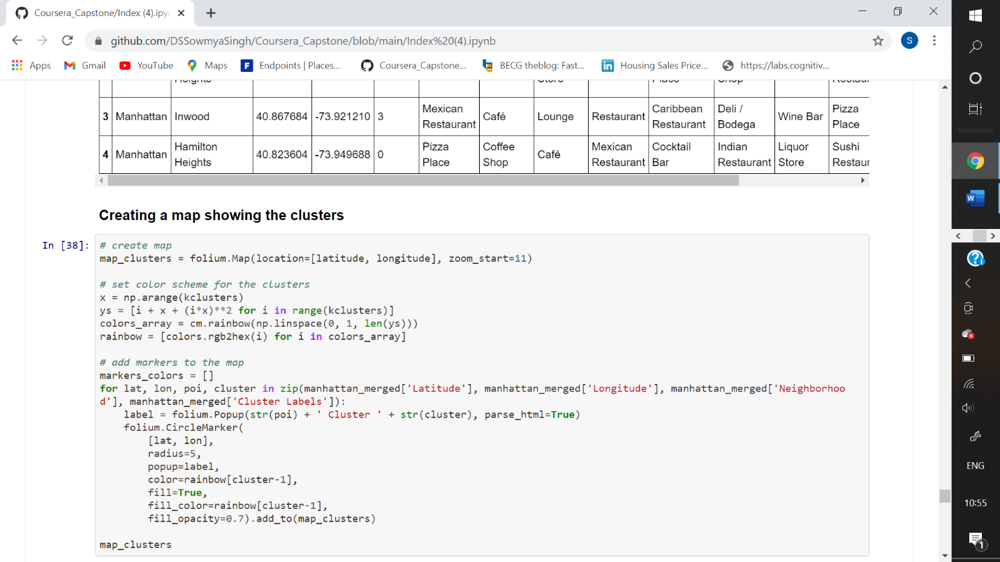 Coursera_Capstone/Index (4).ipyn
github.com/DSSowmyaSingh/Coursera_Capstone/blob/main/Index%20(4).ipynb
S
Apps Gmail YouTube Maps F Endpoints | Places... Coursera_Capstone... BECG theblog: Fast... in Housing Sales Price... https://labs.cognitiv...
3 Manhattan Inwood 40.867684 -73.921210 3 Mexican Restaurant Café Lounge Restaurant Caribbean Restaurant Deli / Bodega Wine Bar Pizza Place
4 Manhattan Hamilton Heights 40.823604 -73.949688 0 Pizza Place Coffee Shop Café Mexican Restaurant Cocktail Bar Indian Restaurant Liquor Store Sushi Restaur
Creating a map showing the clusters
In [38]:
# create map
map_clusters = folium.Map(location=[latitude, longitude], zoom_start=11)
# set color scheme for the clusters
x = np.arange(kclusters)
ys = [i + x + (i*x)**2 for i in range(kclusters)]
colors_array = cm.rainbow(np.linspace(0, 1, len(ys)))
rainbow = [colors.rgb2hex(i) for i in colors_array]
# add markers to the map
markers_colors = []
for lat, lon, poi, cluster in zip(manhattan_merged['Latitude'], manhattan_merged['Longitude'], manhattan_merged['Neighborhoo
d'], manhattan_merged['Cluster Labels']):
    label = folium.Popup(str(poi) + ' Cluster ' + str(cluster), parse_html=True)
    folium.CircleMarker(
        [lat, lon],
        radius=5,
        popup=label,
        color=rainbow[cluster-1],
        fill=True,
        fill_color=rainbow[cluster-1],
        fill_opacity=0.7).add_to(map_clusters)
map_clusters
W
ENG
10:55
1